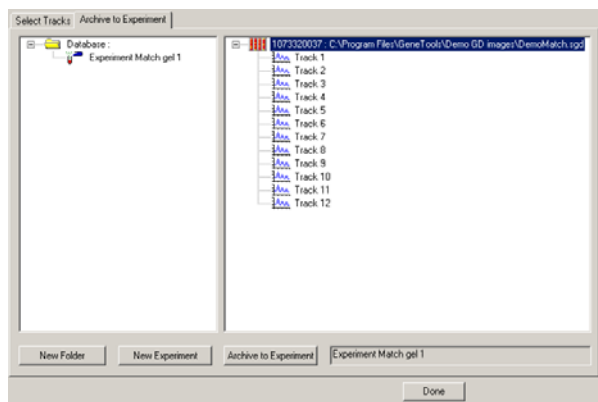 Select Tracks Archive to Experiment
Database :
Experiment Match gel 1
1073320037 : C:\Program Files\GeneTools\Demo GD images\DemoMatch.sgd
Track 1
Track 2
Track 3
Track 4
Track 5
Track 6
Track 7
Track 8
Track 9
Track 10
Track 11
Track 12
New Folder New Experiment Archive to Experiment Experiment Match gel 1
Done